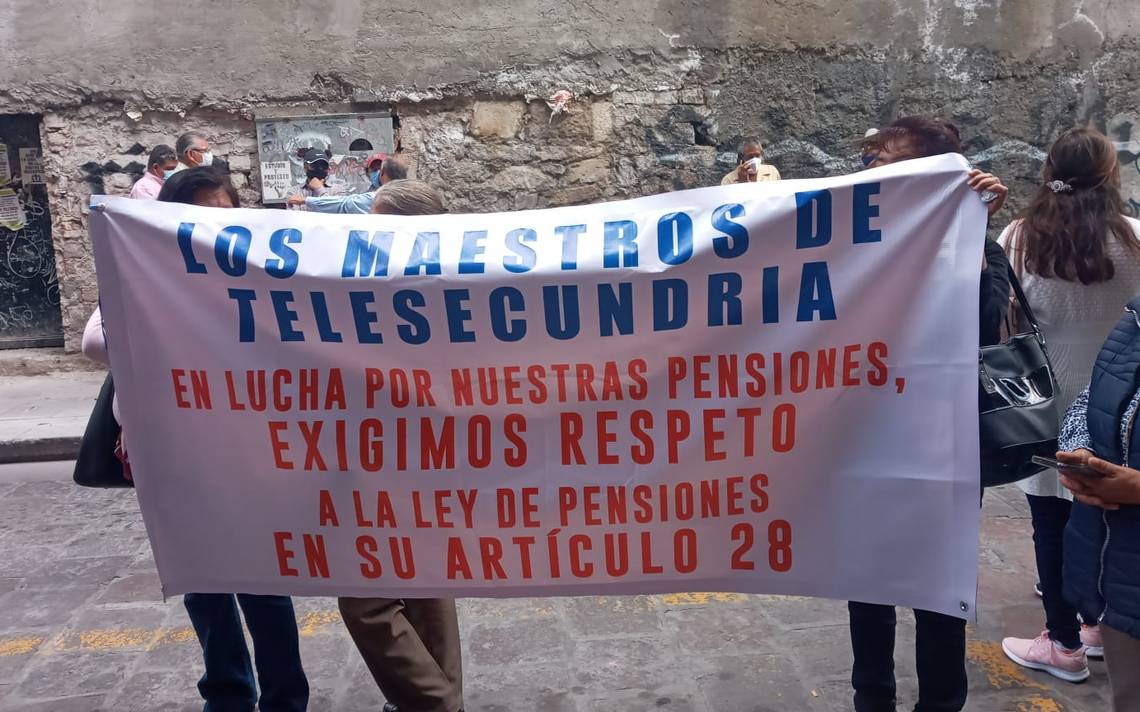 LOS MAESTROS DE
TELESECUNDRIA
EN LUCHA POR NUESTRAS PENSIONES,
EXIGIMOS RESPETO
A LA LEY DE PENSIONES
EN SU ARTÍCULO 28